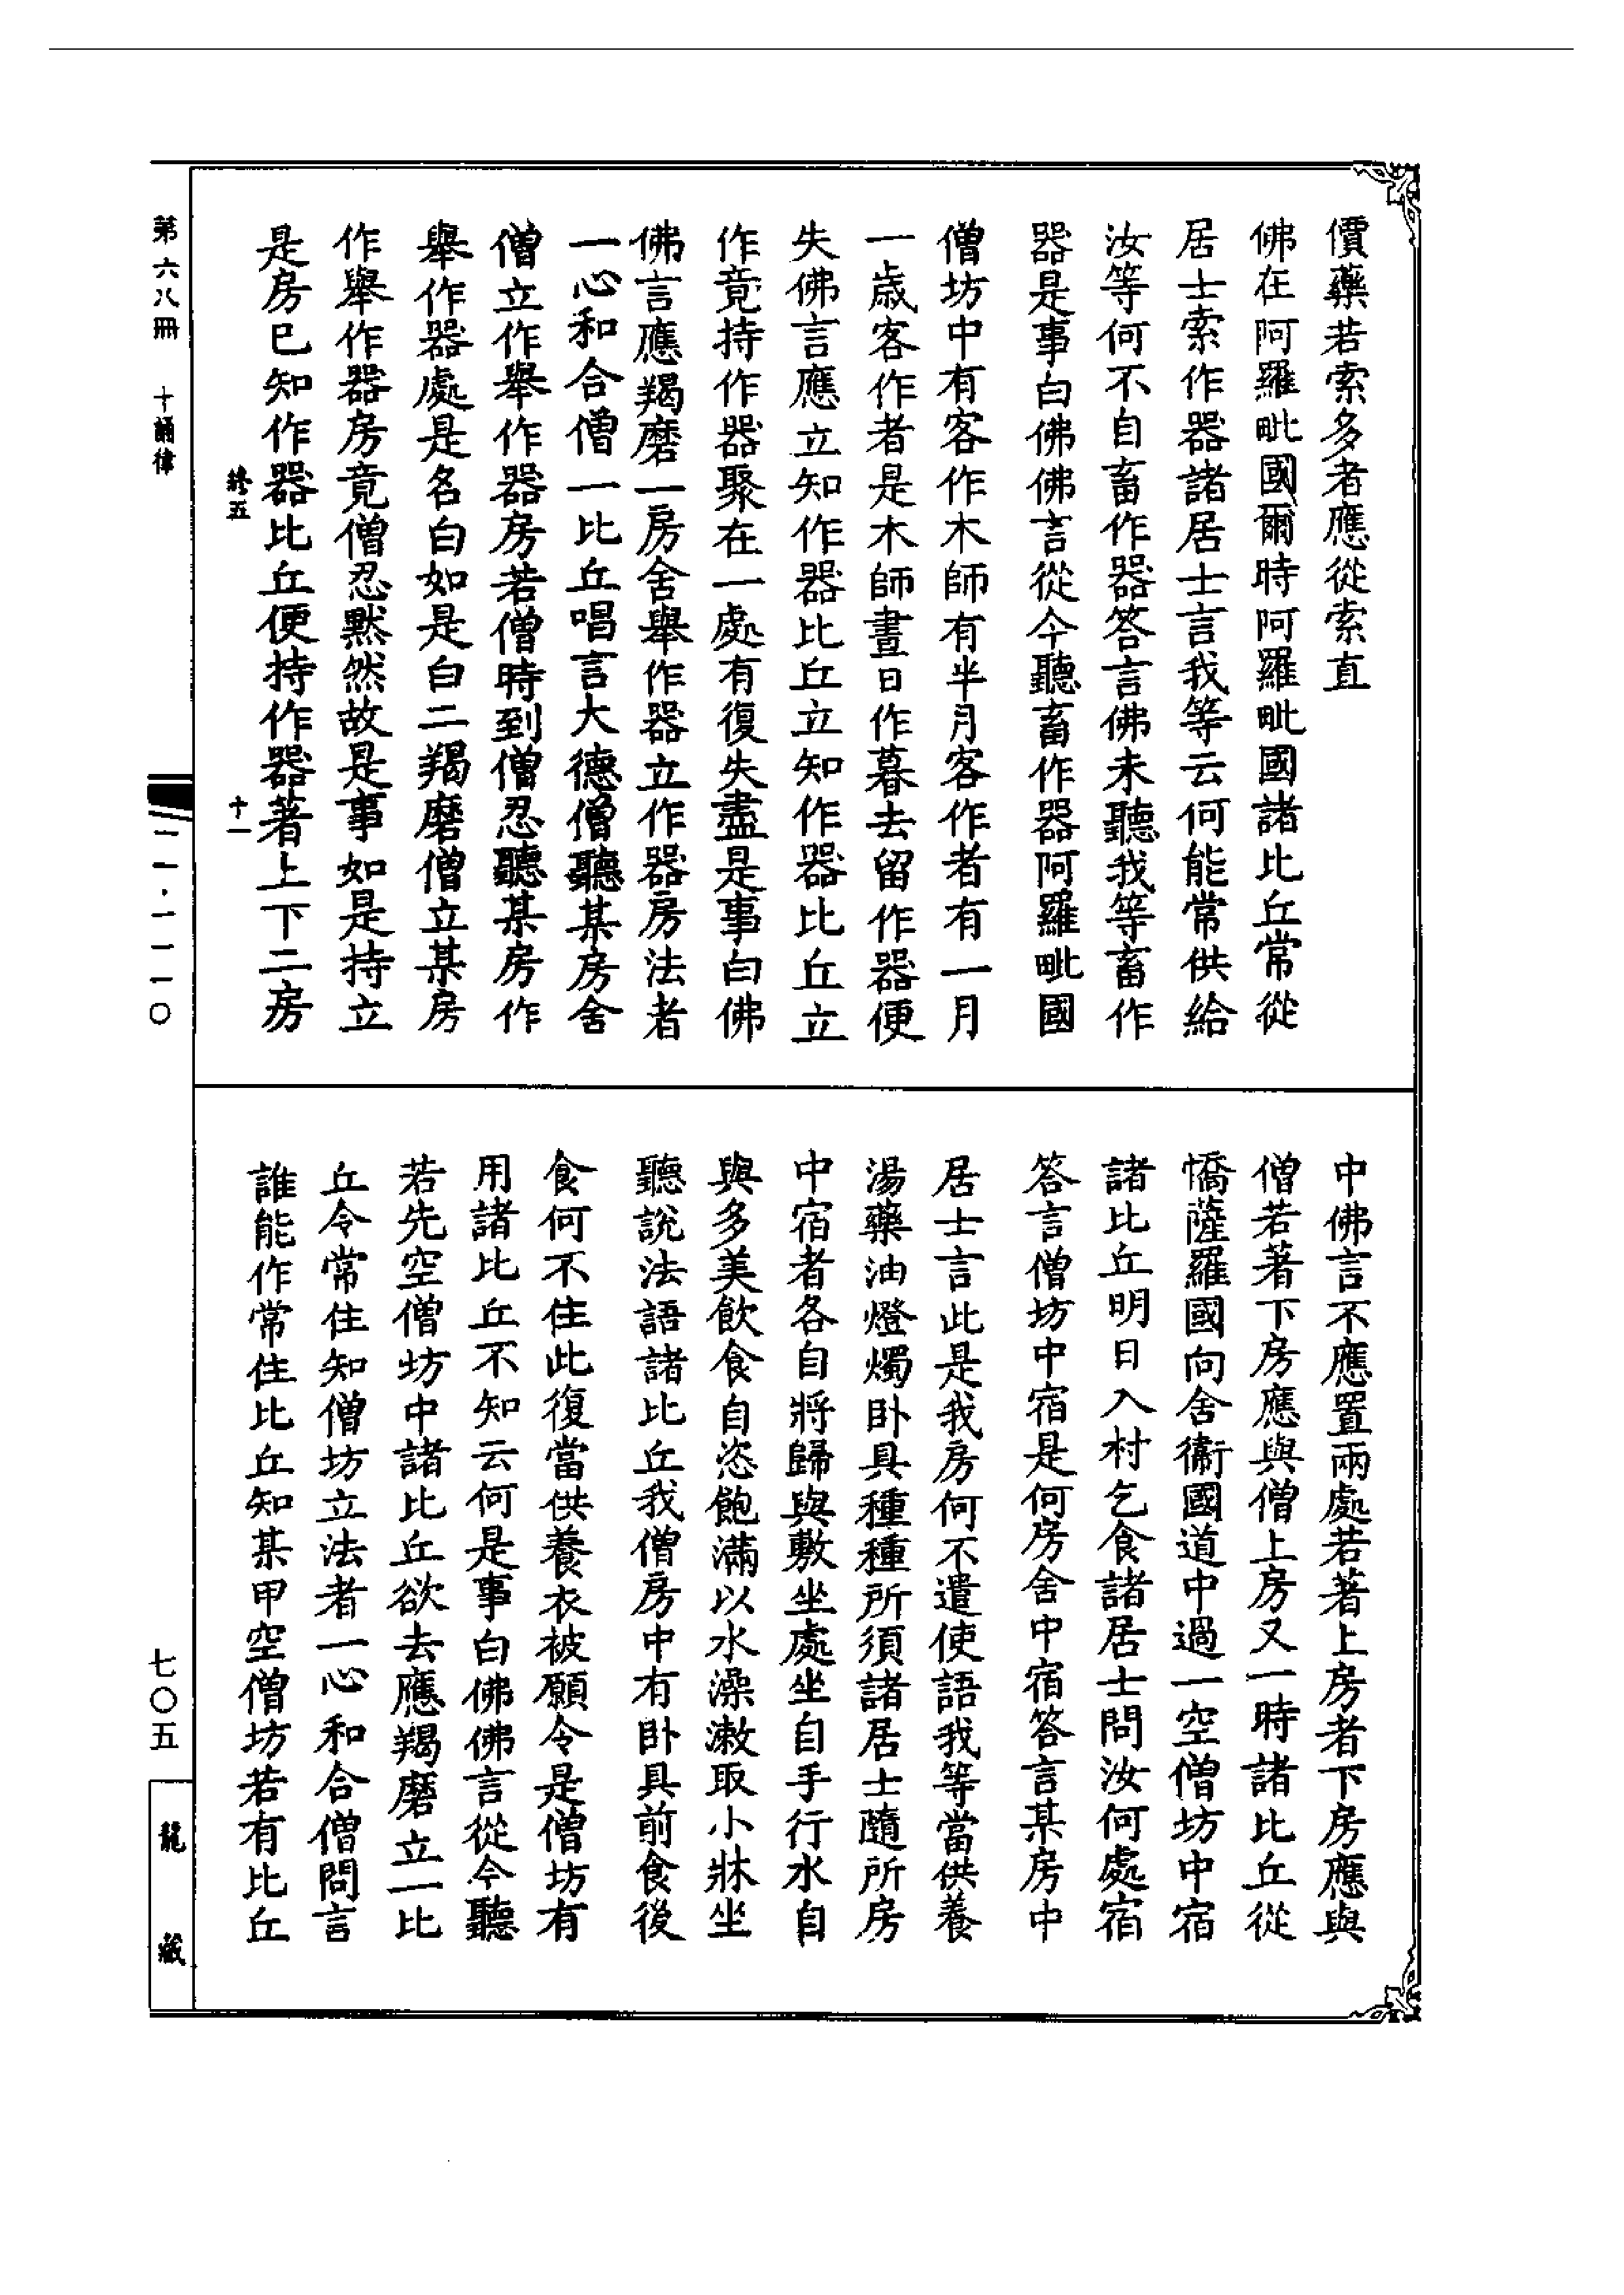 價藥若索多者應從索直
佛在阿羅毗國爾時阿羅毗國諸比丘常從
居士索作器諸居士言我等云何能常供給
汝等何不自畜作器答言佛未聽我等畜作
器是事白佛佛言從今聽畜作器阿羅毗國
僧坊中有客作木師有半月客作者有一月
一歲客作者是木師晝日作暮去留作器便
失佛言應立知作器比丘立知作器比丘立
作竟持作器聚在一處有復失盡是事白佛
佛言應羯磨一房舍舉作器立作器房法者
一心和合僧一比丘唱言大德僧聽某房舍
僧立作舉作器房若僧時到僧忍聽某房作
舉作器處是名白如是白二羯磨僧立某房
作舉作器房竟僧忍默然故是事如是持立
是房已知作器比丘便持作器著上下二房
終五 十一
中佛言不應置兩處若著上房者下房應與
僧若著下房應與僧上房又一時諸比丘從
憍薩羅國向舍衞國道中過一空僧坊中宿
諸比丘明日入村乞食諸居士問汝何處宿
答言僧坊中宿是何房舍中宿答言某房中
居士言此是我房何不遣使語我等當供養
湯藥油燈燭卧具種種所須諸居士隨所房
中宿者各自將歸與敷坐處坐自手行水自
與多美飲食自恣飽滿以水澡漱取小牀坐
聽說法語諸比丘我僧房中有卧具前食後
食何不住此復當供養衣被願令是僧坊有
用諸比丘不知云何是事白佛佛言從今聽
若先空僧坊中諸比丘欲去應羯磨立一比
丘令常住知僧坊立法者一心和合僧問言
誰能作常住比丘知某甲空僧坊若有比丘
第六八冊 十誦律
二一·一一一〇
七〇五
龍藏